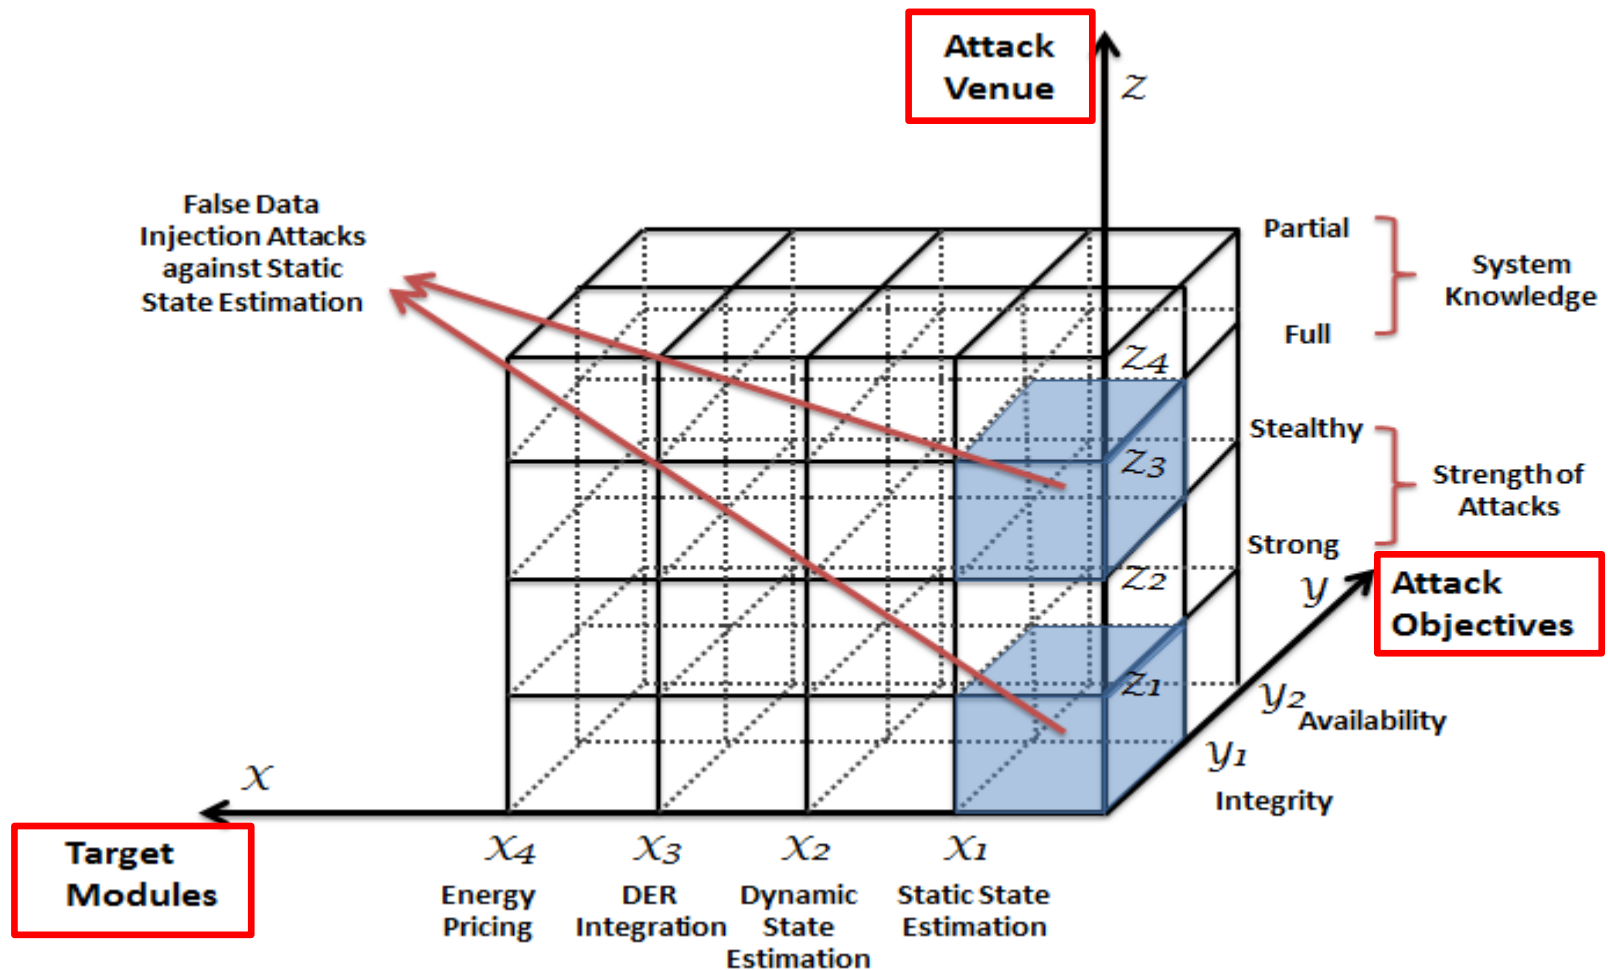 Attack
Venue
z
False Data
Injection Attacks
against Static
State Estimation
Partial
System
Knowledge
Full
z4
Stealthy
z3
Strength of
Attacks
Strong
z2
y
Attack
Objectives
z1
y2
Availability
y1
Integrity
x
Target
Modules
x4
x3
x2
x1
Energy
Pricing
DER
Integration
Dynamic
State
Estimation
Static State
Estimation